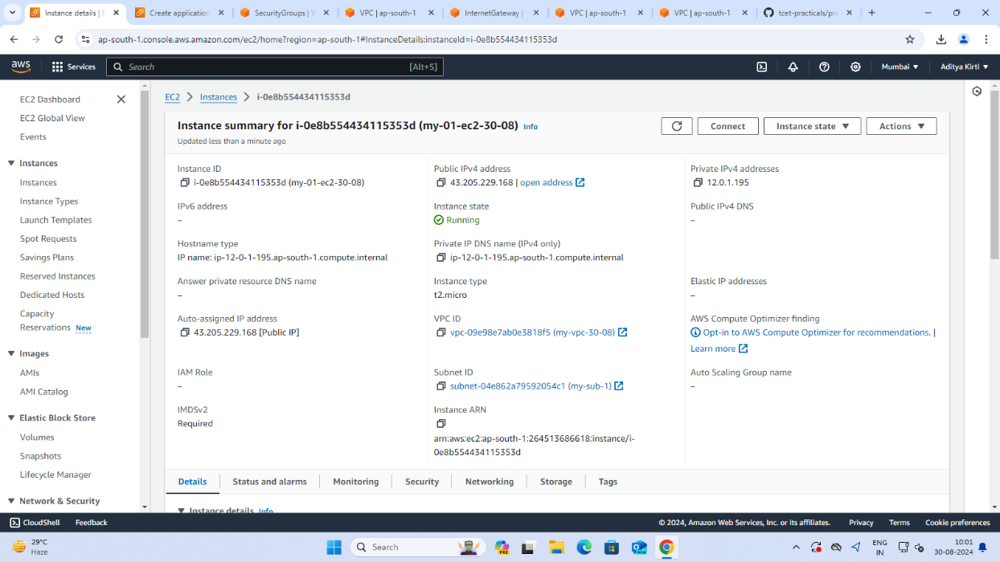 Instance details | E
Create application
SecurityGroups | V
VPC | ap-south-1
InternetGateway |
VPC | ap-south-1
VPC | ap-south-1
tcet-practicals/pro
ap-south-1.console.aws.amazon.com/ec2/home?region=ap-south-1#InstanceDetails:instanceId=i-0e8b554434115353d
aws
Services
Search
[Alt+S]
Mumbai
Aditya Kirti
EC2 Dashboard
EC2 Global View
Events
Instances
Instances
Instance Types
Launch Templates
Spot Requests
Savings Plans
Reserved Instances
Dedicated Hosts
Capacity
Reservations New
Images
AMIs
AMI Catalog
Elastic Block Store
Volumes
Snapshots
Lifecycle Manager
Network & Security
EC2
Instances
i-0e8b554434115353d
Instance summary for i-0e8b554434115353d (my-01-ec2-30-08) Info
Updated less than a minute ago
Connect
Instance state
Actions
Instance ID
i-0e8b554434115353d (my-01-ec2-30-08)
Public IPv4 address
43.205.229.168 | open address
Private IPv4 addresses
12.0.1.195
IPv6 address
–
Instance state
Running
Public IPv4 DNS
–
Hostname type
IP name: ip-12-0-1-195.ap-south-1.compute.internal
Private IP DNS name (IPv4 only)
ip-12-0-1-195.ap-south-1.compute.internal
Answer private resource DNS name
–
Instance type
t2.micro
Elastic IP addresses
–
Auto-assigned IP address
43.205.229.168 [Public IP]
VPC ID
vpc-09e98e7ab0e3818f5 (my-vpc-30-08)
AWS Compute Optimizer finding
Opt-in to AWS Compute Optimizer for recommendations. |
Learn more
IAM Role
–
Subnet ID
subnet-04e862a79592054c1 (my-sub-1)
Auto Scaling Group name
–
IMDSv2
Required
Instance ARN
arn:aws:ec2:ap-south-1:264513686618:instance/i-
0e8b554434115353d
Details
Status and alarms
Monitoring
Security
Networking
Storage
Tags
Instance details Info
CloudShell
Feedback
© 2024, Amazon Web Services, Inc. or its affiliates.
Privacy
Terms
Cookie preferences
29°C
Haze
Search
PRE
NEW
ENG
IN
10:01
30-08-2024